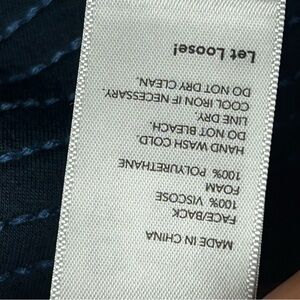 MADE IN CHINA
FACE/BACK
100% VISCOSE
FOAM
100% POLYURETHANE
HAND WASH COLD.
DO NOT BLEACH.
LINE DRY.
COOL IRON IF NECESSARY.
DO NOT DRY CLEAN.
Let Loose!